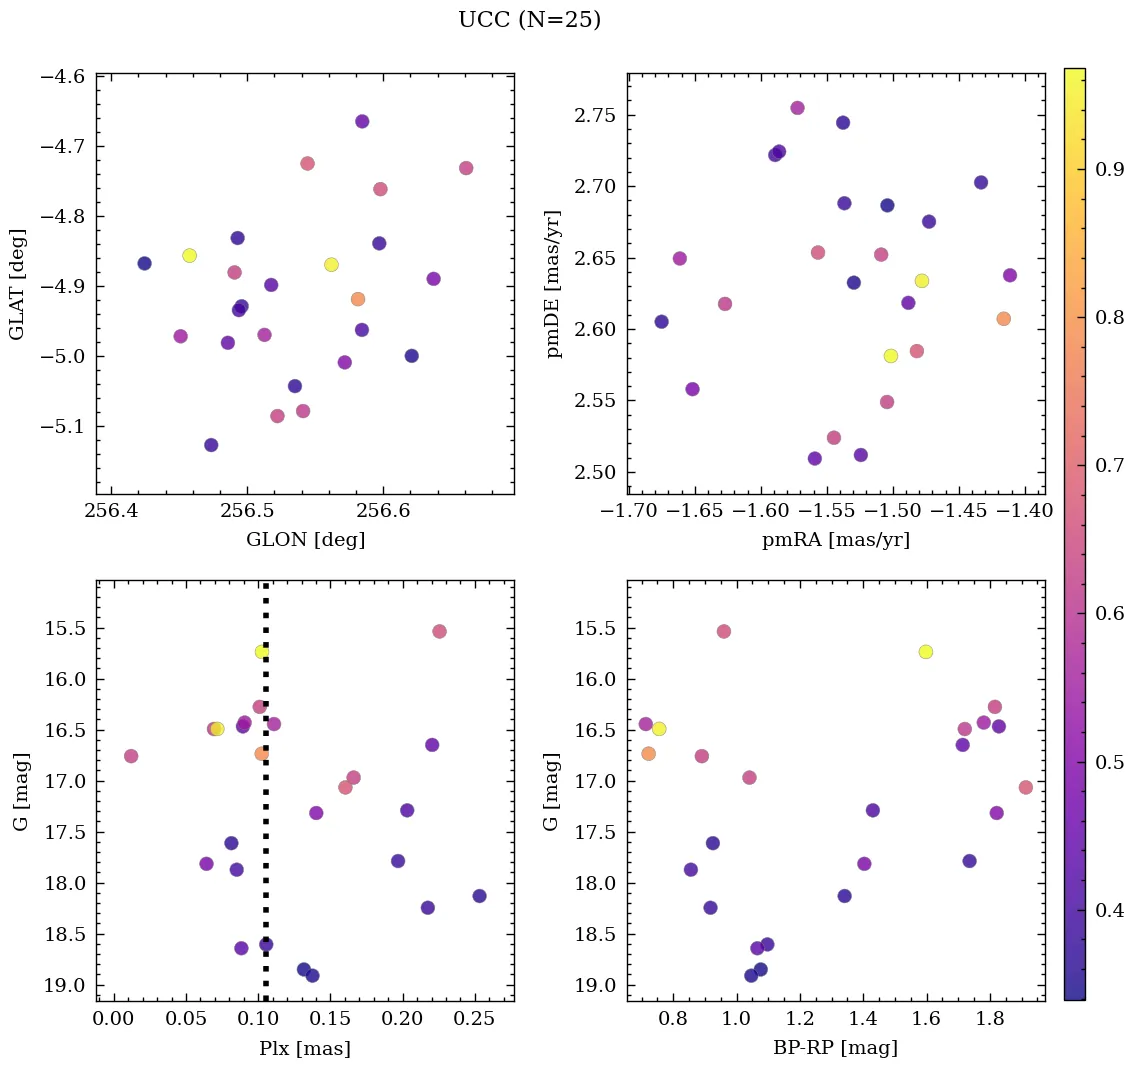 UCC (N=25)
−4.6
−4.7
−4.8
−4.9
−5.0
−5.1
GLAT [deg]
256.4 256.5 256.6
GLON [deg]
2.75
2.70
2.65
2.60
2.55
2.50
pmDE [mas/yr]
−1.70 −1.65 −1.60 −1.55 −1.50 −1.45 −1.40
pmRA [mas/yr]
15.5
16.0
16.5
17.0
17.5
18.0
18.5
19.0
G [mag]
0.00 0.05 0.10 0.15 0.20 0.25
Plx [mas]
15.5
16.0
16.5
17.0
17.5
18.0
18.5
19.0
G [mag]
0.8 1.0 1.2 1.4 1.6 1.8
BP-RP [mag]
0.9
0.8
0.7
0.6
0.5
0.4